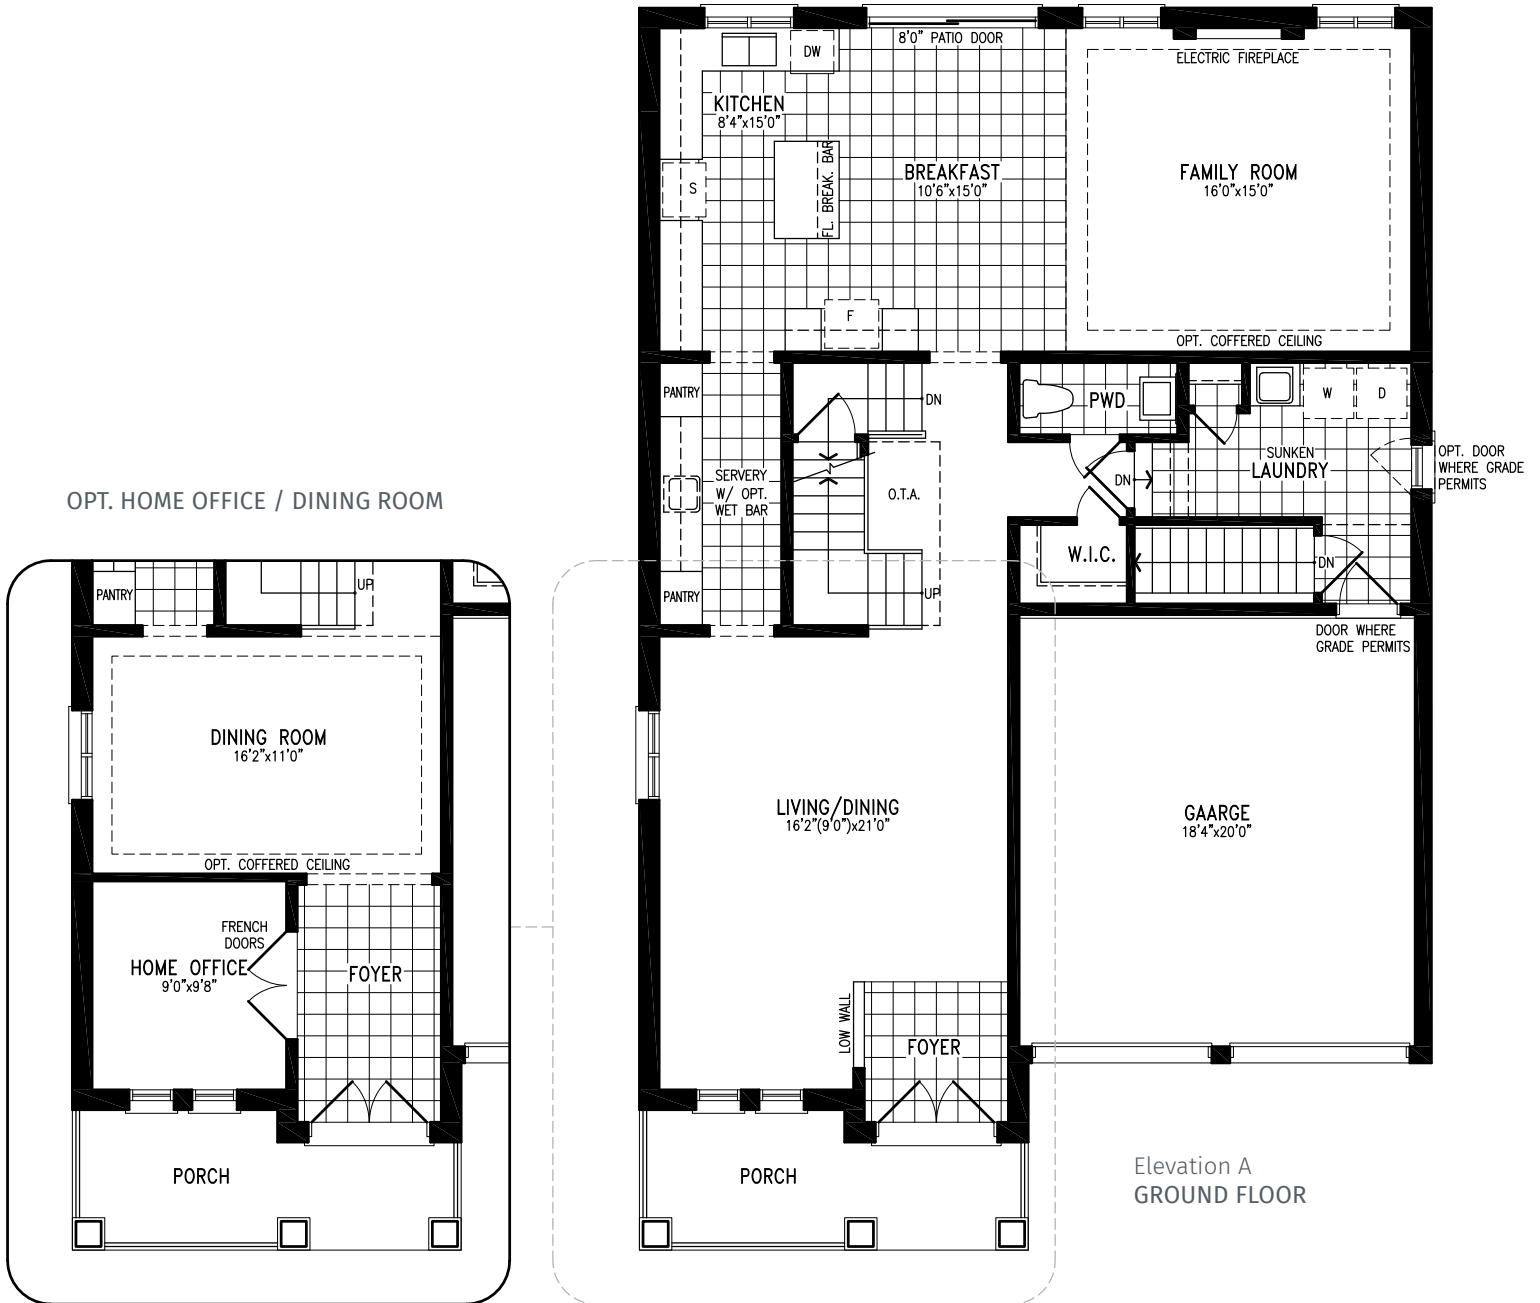 8'0" PATIO DOOR
DW
ELECTRIC FIREPLACE
KITCHEN
8'4"x15'0"
S
FL. BREAK. BAR
BREAKFAST
10'6"x15'0"
FAMILY ROOM
16'0"x15'0"
F
OPT. COFFERED CEILING
PANTRY
DN
PWD
W
D
SERVERY
W/ OPT.
WET BAR
O.T.A.
DN
SUNKEN
LAUNDRY
OPT. DOOR
WHERE GRADE
PERMITS
W.I.C.
DN
PANTRY
UP
DOOR WHERE
GRADE PERMITS
LIVING/DINING
16'2"(9'0")x21'0"
GAARGE
18'4"x20'0"
LOW WALL
FOYER
PORCH
Elevation A
GROUND FLOOR
OPT. HOME OFFICE / DINING ROOM
PANTRY
UP
DINING ROOM
16'2"x11'0"
OPT. COFFERED CEILING
FRENCH
DOORS
HOME OFFICE
9'0"x9'8"
FOYER
PORCH